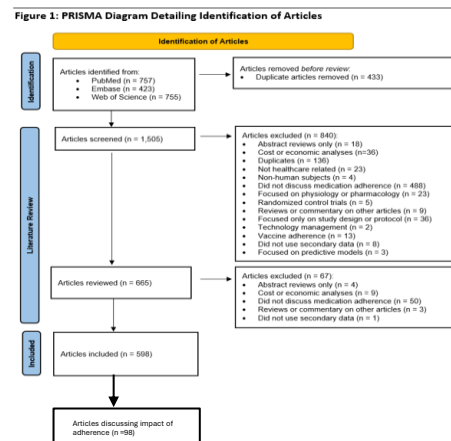 Figure 1: PRISMA Diagram Detailing Identification of Articles
Identification of Articles
Identification
Articles identified from:
• PubMed (n = 757)
• Embase (n = 423)
• Web of Science (n = 755)
Articles removed before review:
• Duplicate articles removed (n = 433)
Literature Review
Articles screened (n = 1,505)
Articles excluded (n = 840):
• Abstract reviews only (n = 18)
• Cost or economic analyses (n=36)
• Duplicates (n = 136)
• Not healthcare related (n = 23)
• Non-human subjects (n = 4)
• Did not discuss medication adherence (n = 488)
• Focused on physiology or pharmacology (n = 23)
• Randomized control trials (n = 5)
• Reviews or commentary on other articles (n = 9)
• Focused only on study design or protocol (n = 36)
• Technology management (n = 2)
• Vaccine adherence (n = 13)
• Did not use secondary data (n = 8)
• Focused on predictive models (n = 3)
Articles reviewed (n = 665)
Articles excluded (n = 67):
• Abstract reviews only (n = 4)
• Cost or economic analyses (n = 9)
• Did not discuss medication adherence (n = 50)
• Reviews or commentary on other articles (n = 3)
• Did not use secondary data (n = 1)
Included
Articles included (n = 598)
Articles discussing impact of
adherence (n =98)